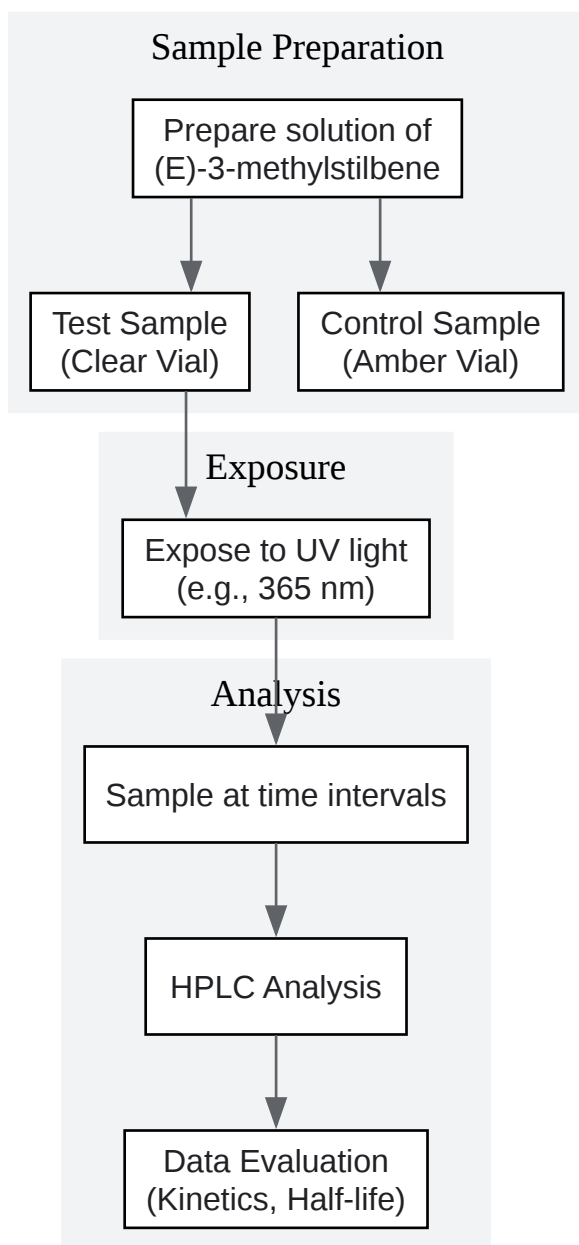 Sample Preparation
Prepare solution of
(E)-3-methylstilbene
Test Sample
(Clear Vial)
Control Sample
(Amber Vial)
Exposure
Expose to UV light
(e.g., 365 nm)
Analysis
Sample at time intervals
HPLC Analysis
Data Evaluation
(Kinetics, Half-life)